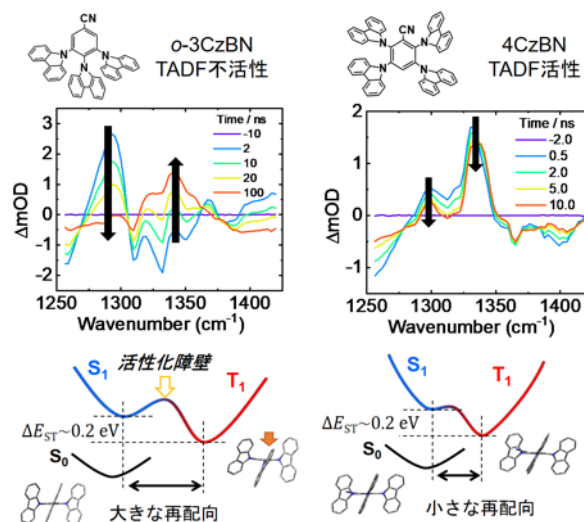 CN
o-3CzBN
TADF不活性
CN
4CzBN
TADF活性
N
N
N
N
N
N
N
3
2
1
0
-1
-2
ΔmOD
Time / ns
-10
2
10
20
100
1250
1300
1350
1400
Wavenumber (cm⁻¹)
2
1
0
-1
ΔmOD
Time / ns
-2.0
0.5
2.0
5.0
10.0
1250
1300
1350
1400
Wavenumber (cm⁻¹)
活性化障壁
S₁
T₁
ΔE_ST~0.2 eV
S₀
大きな再配向
S₁
T₁
ΔE_ST~0.2 eV
S₀
小さな再配向